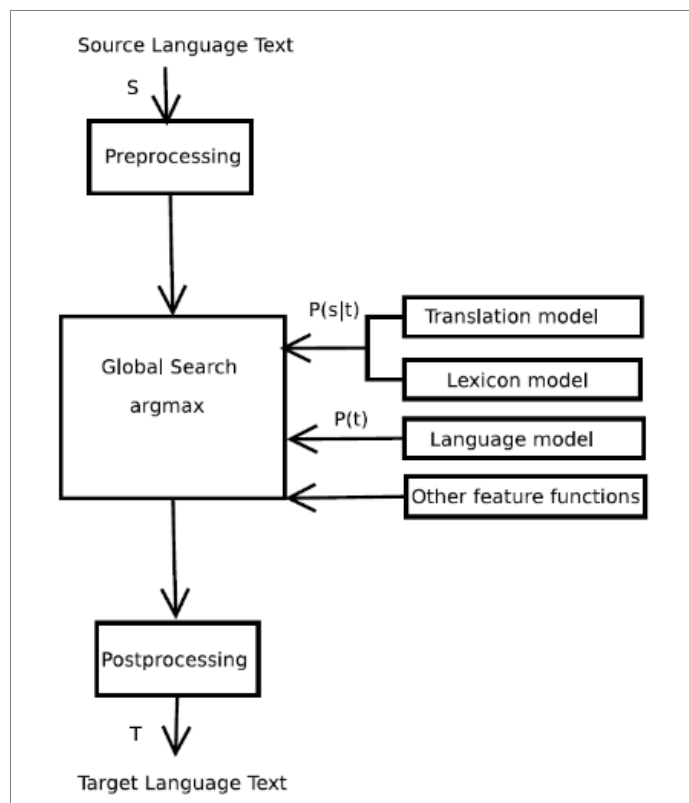 Source Language Text
S
Preprocessing
P(s|t)
Translation model
Global Search
argmax
Lexicon model
P(t)
Language model
Other feature functions
Postprocessing
T
Target Language Text